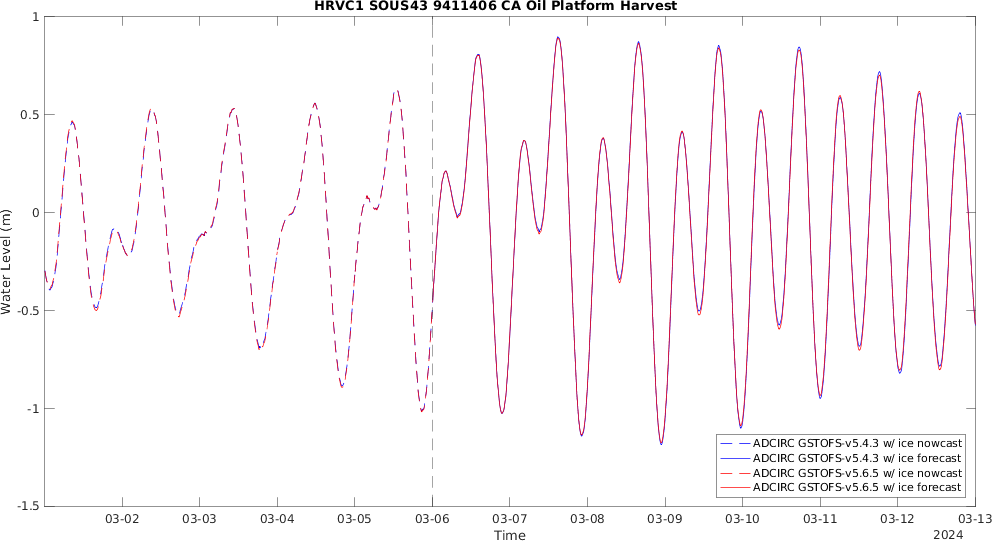 HRVC1 SOUS43 9411406 CA Oil Platform Harvest
1
0.5
0
-0.5
-1
-1.5
Water Level (m)
ADCIRC GSTOFS-v5.4.3 w/ ice nowcast
ADCIRC GSTOFS-v5.4.3 w/ ice forecast
ADCIRC GSTOFS-v5.6.5 w/ ice nowcast
ADCIRC GSTOFS-v5.6.5 w/ ice forecast
03-02 03-03 03-04 03-05 03-06 03-07 03-08 03-09 03-10 03-11 03-12 03-13
Time
2024